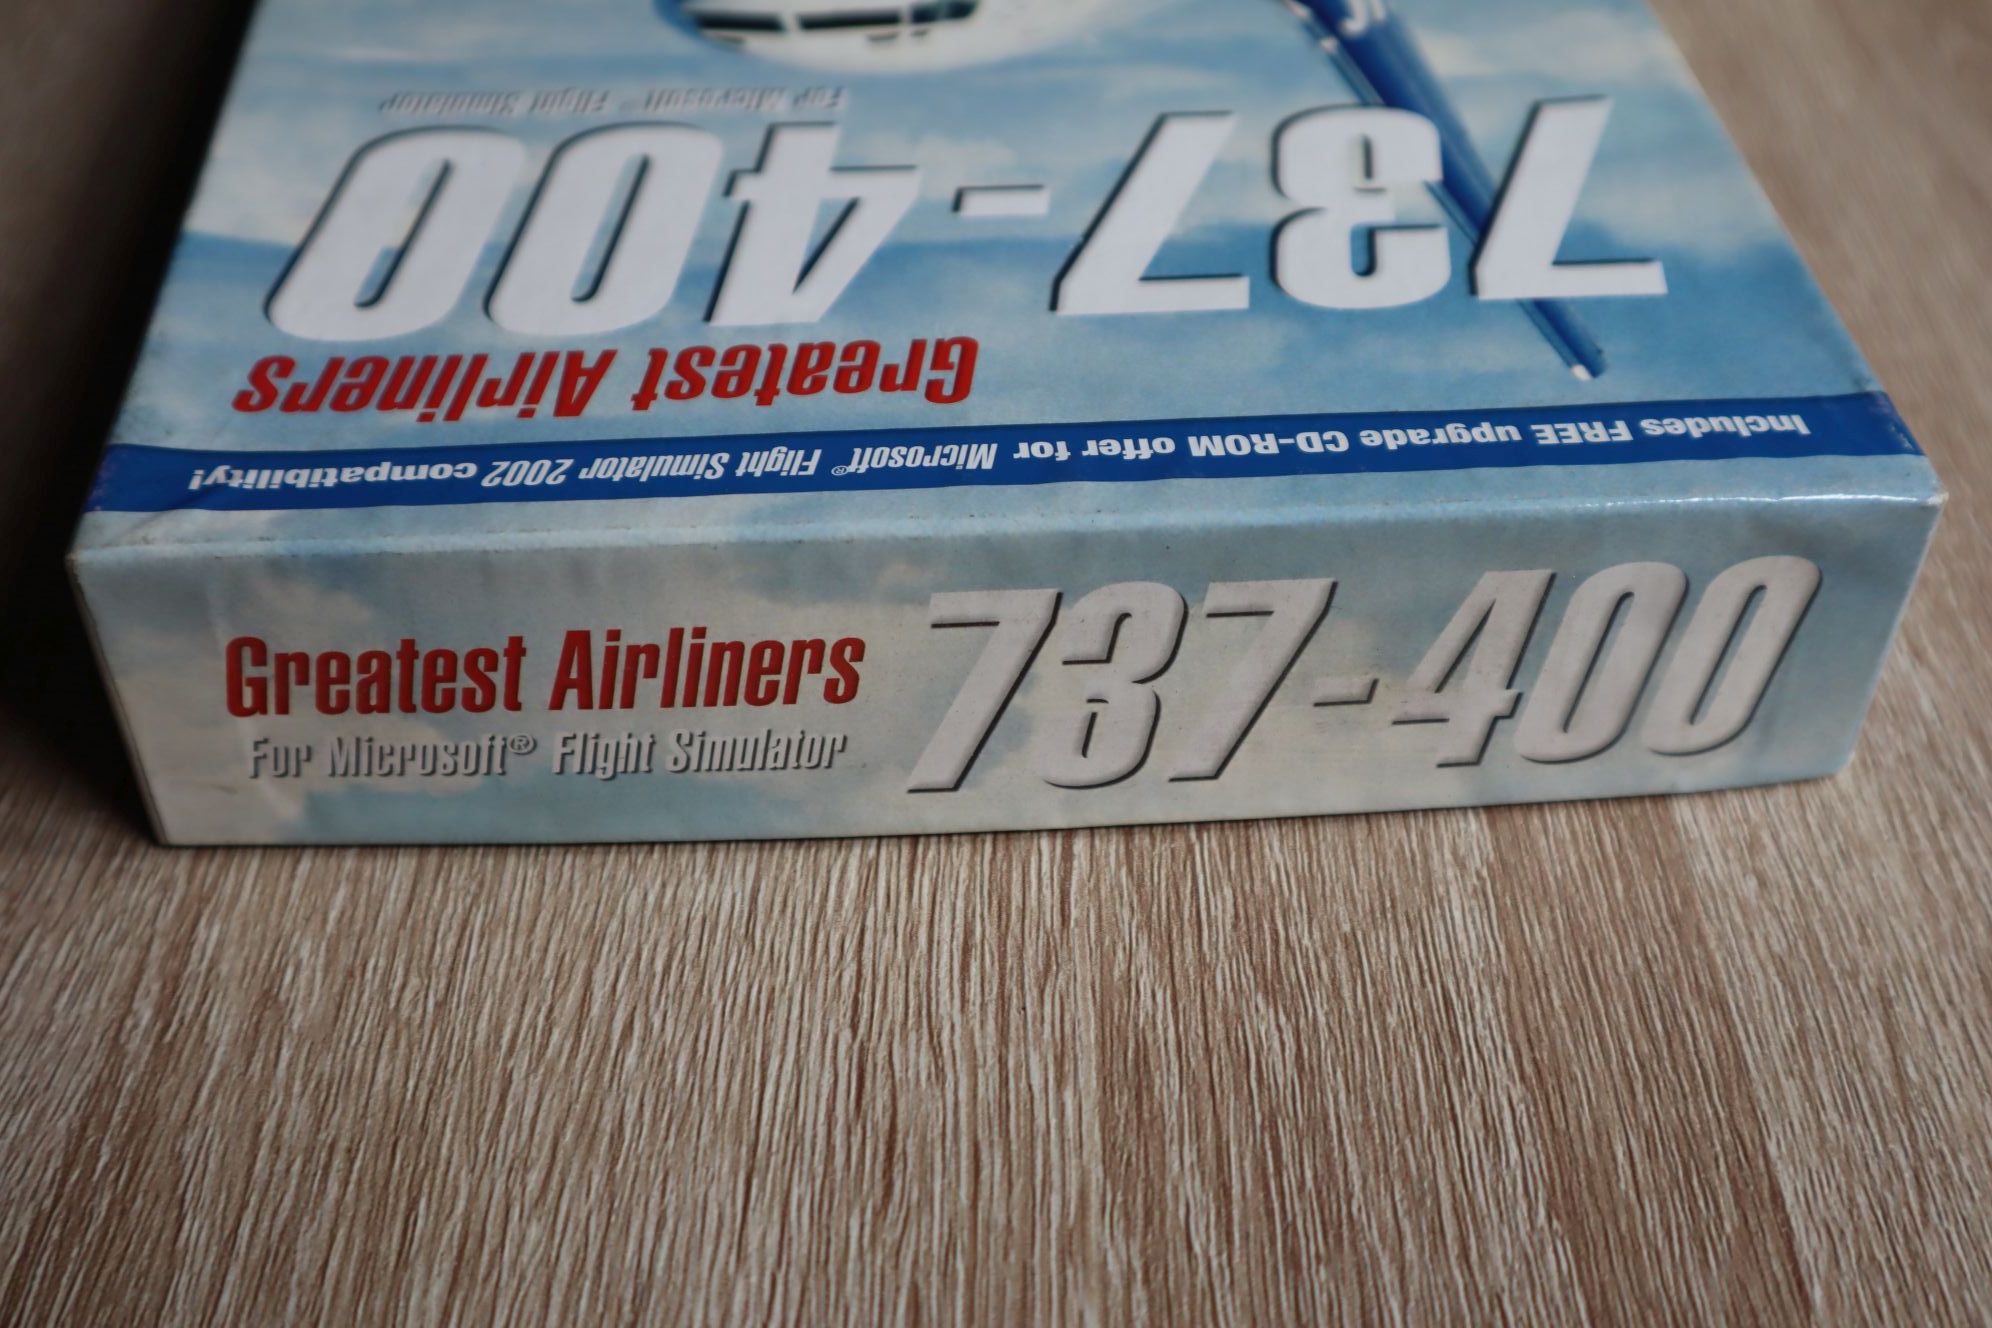 For Microsoft® Flight Simulator
737-400
Greatest Airliners
Includes FREE upgrade CD-ROM offer for Microsoft® Flight Simulator 2002 compatibility!
Greatest Airliners
For Microsoft® Flight Simulator
737-400